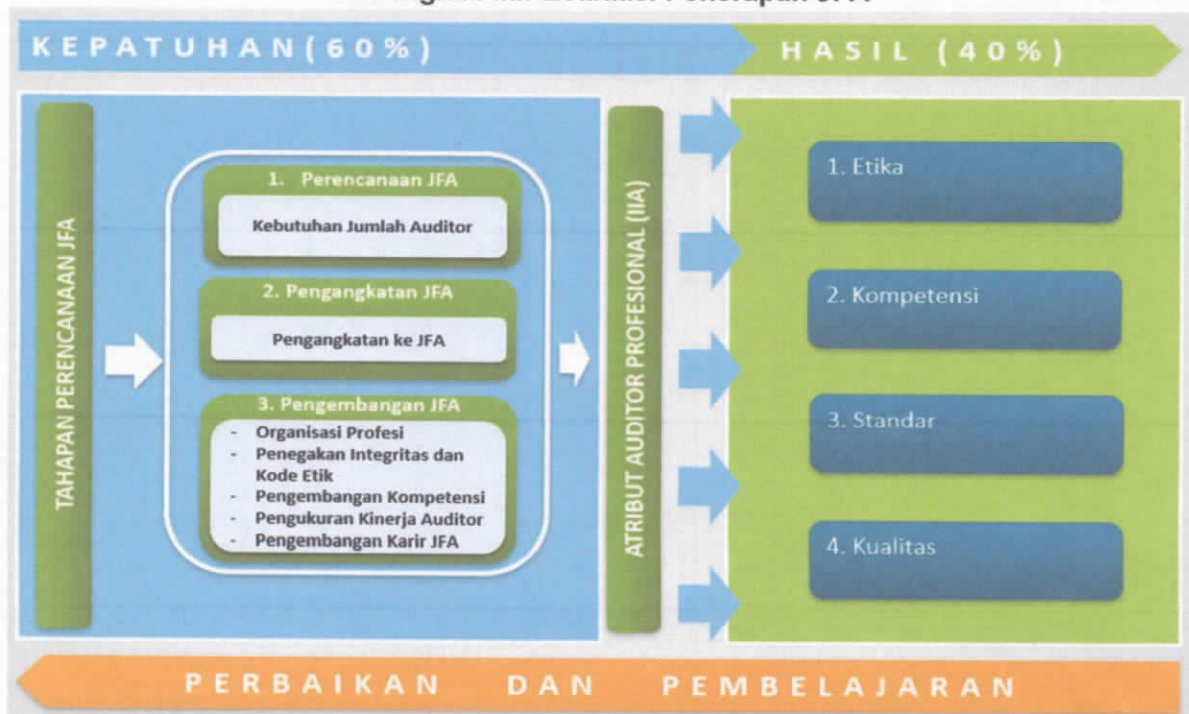 KEPATUHAN(60%)
HASIL (40%)
TAHAPAN PERENCANAAN JFA
1. Perencanaan JFA
Kebutuhan Jumlah Auditor
2. Pengangkatan JFA
Pengangkatan ke JFA
3. Pengembangan JFA
- Organisasi Profesi
- Penegakan Integritas dan
Kode Etik
- Pengembangan Kompetensi
- Pengukuran Kinerja Auditor
- Pengembangan Karir JFA
ATRIBUT AUDITOR PROFESIONAL (IIA)
1. Etika
2. Kompetensi
3. Standar
4. Kualitas
PERBAIKAN DAN PEMBELAJARAN